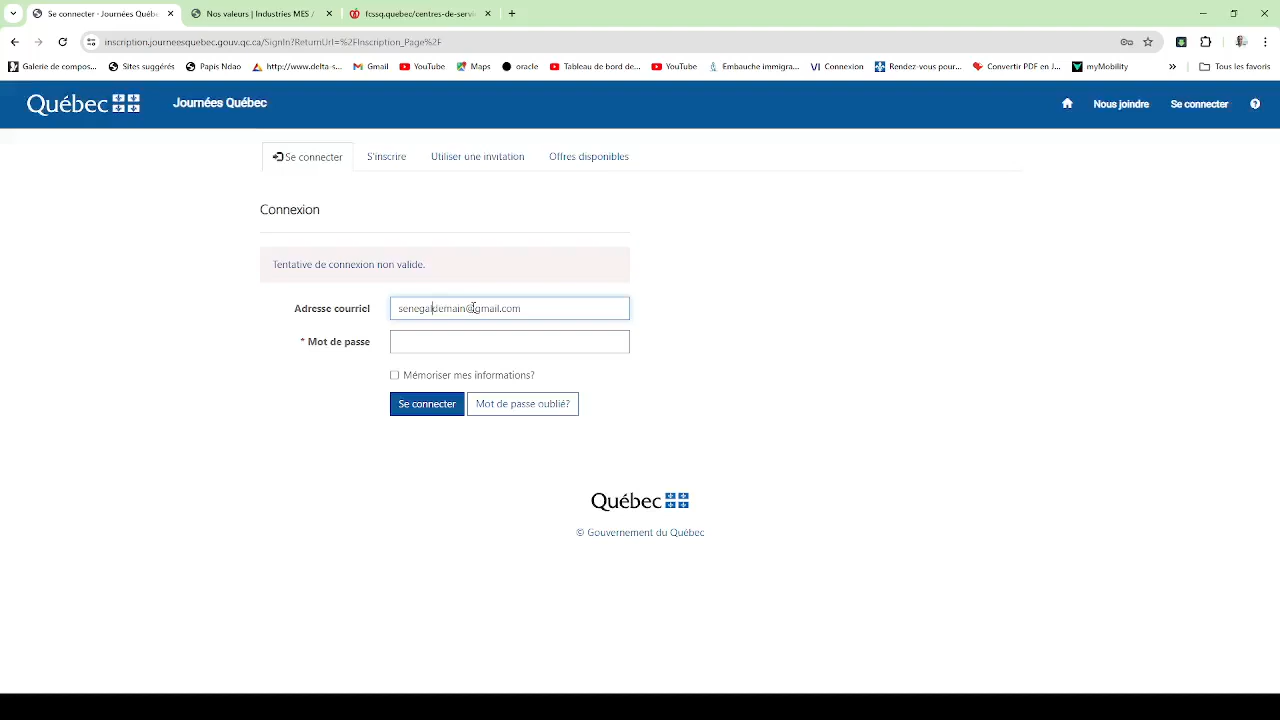 Se connecter · Journées Québ
Nos valeurs | Industries MES /
fcssq.quebec/centres-de-servi
inscription.journeesquebec.gouv.qc.ca/SignIn?ReturnUrl=%2FInscription_Page%2F
Galerie de compos...
Sites suggérés
Papis Ndao
http://www.delta-s...
Gmail
YouTube
Maps
oracle
Tableau de bord de...
YouTube
Embauche immigra...
Connexion
Rendez-vous pour...
Convertir PDF en J...
myMobility
»
Tous les favoris
Québec
Journées Québec
Nous joindre
Se connecter
Se connecter
S'inscrire
Utiliser une invitation
Offres disponibles
Connexion
Tentative de connexion non valide.
Adresse courriel
senegaldemain@gmail.com
* Mot de passe
Mémoriser mes informations?
Se connecter
Mot de passe oublié?
Québec
© Gouvernement du Québec